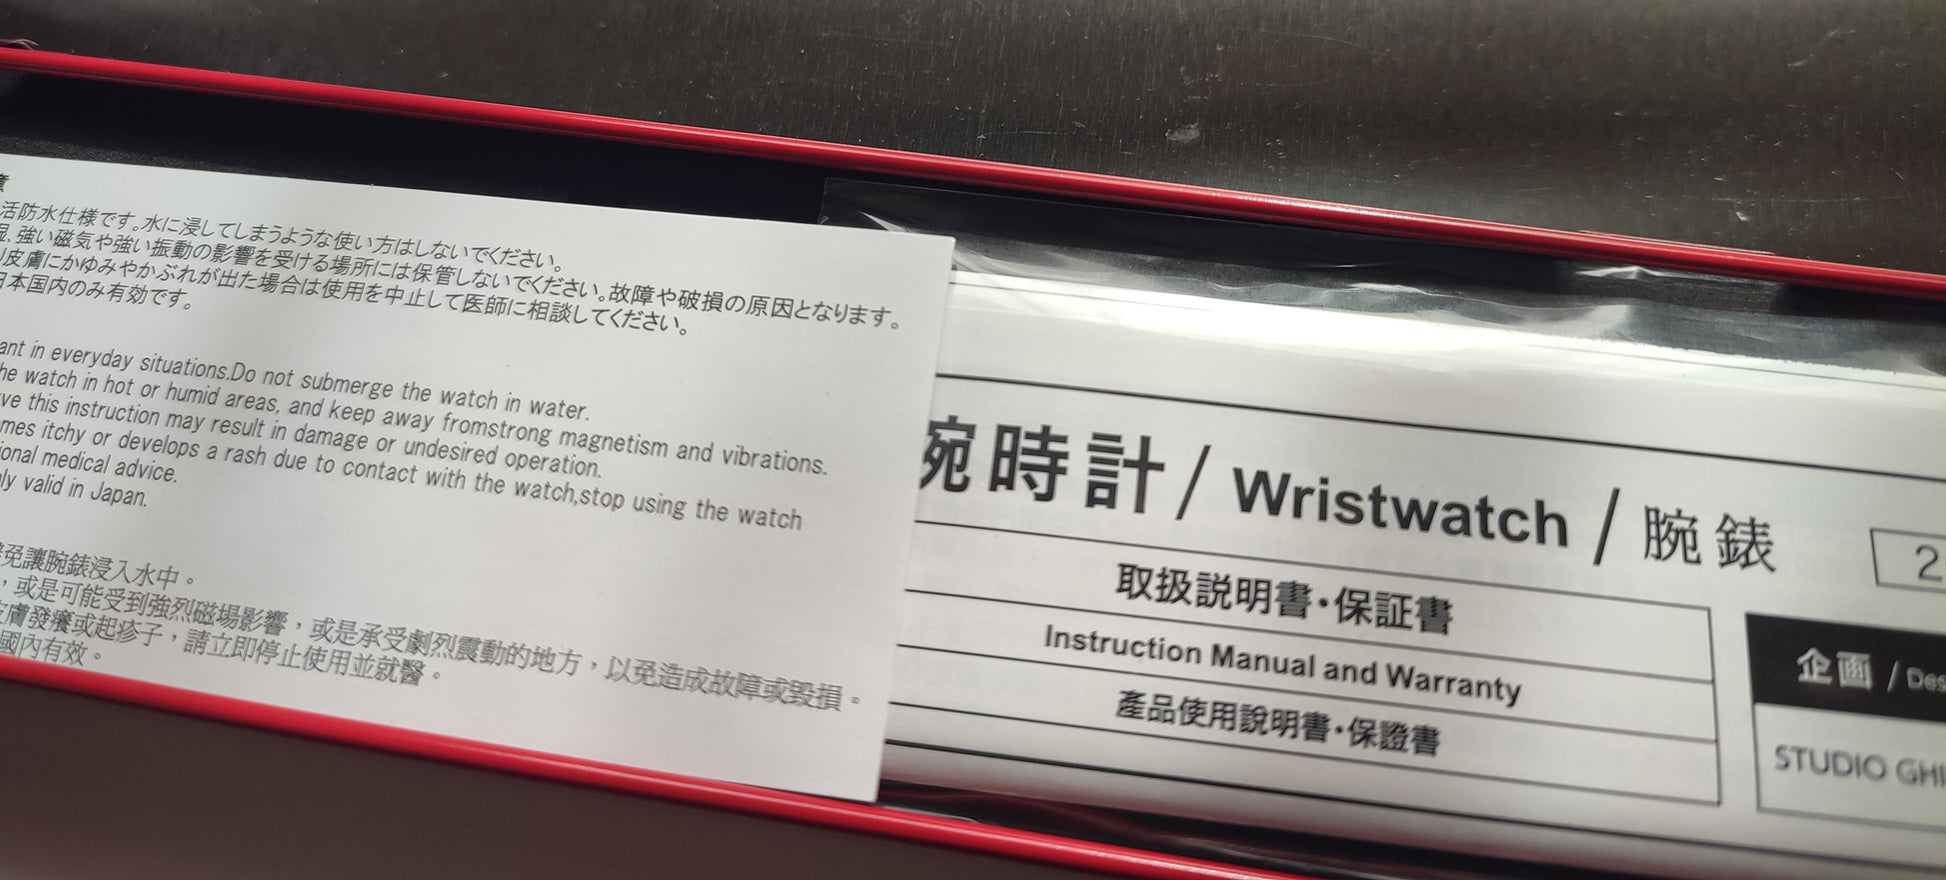 活防水仕様です。水に浸してしまうような使い方はしないでください。
強い磁気や強い振動の影響を受ける場所には保管しないでください。故障や破損の原因となります。
皮膚にかゆみやかぶれが出た場合は使用を中止して医師に相談してください。
日本国内のみ有効です。
in everyday situations.Do not submerge the watch in water.
watch in hot or humid areas, and keep away fromstrong magnetism and vibrations.
this instruction may result in damage or undesired operation.
itchy or develops a rash due to contact with the watch,stop using the watch
medical advice.
valid in Japan.
免讓腕錶浸入水中。
，或是可能受到強烈磁場影響，或是承受劇烈震動的地方，以免造成故障或毀損。
皮膚發癢或起疹子，請立即停止使用並就醫。
國內有效。
腕時計/Wristwatch/腕錶
取扱説明書・保証書
Instruction Manual and Warranty
產品使用說明書・保證書
2
企画 /
STUDIO